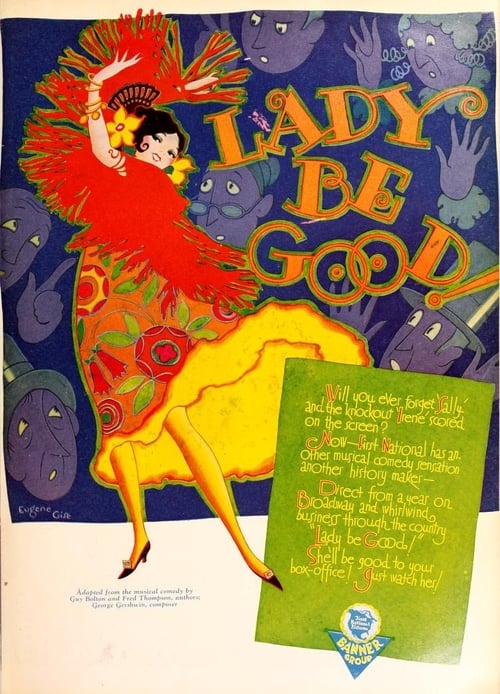 LADY
BE
GOOD!
Will you ever forget "Sally"
and the knockout "Irene" scored
on the screen?
Now—First National has an-
other musical comedy sensation
another history maker—
Direct from a year on
Broadway and whirlwind
business through the country
"Lady be Good!"
She'll be good to your
box-office! Just watch her!
Eugene
Gise
Adapted from the musical comedy by
Guy Bolton and Fred Thompson, authors;
George Gershwin, composer
First
National
Pictures
BANNER
GROUP